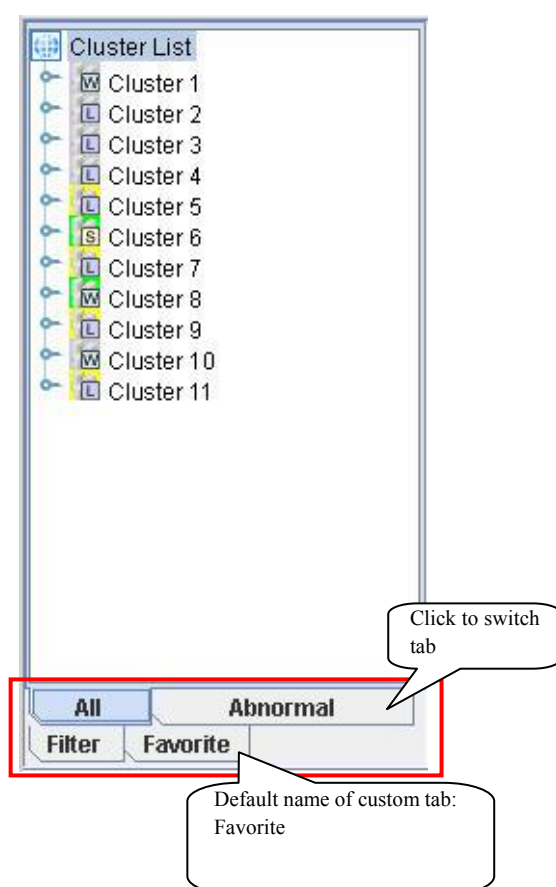 Cluster List
W Cluster 1
L Cluster 2
L Cluster 3
L Cluster 4
L Cluster 5
S Cluster 6
L Cluster 7
W Cluster 8
L Cluster 9
W Cluster 10
L Cluster 11
Click to switch
tab
All Abnormal
Filter Favorite
Default name of custom tab:
Favorite